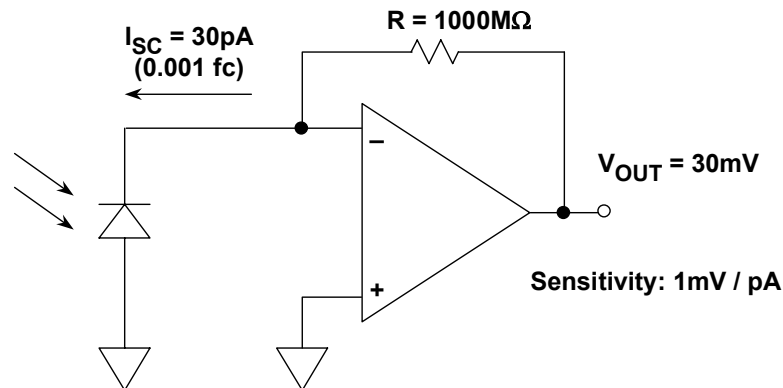 R = 1000MΩ
I_SC = 30pA
(0.001 fc)
−
V_OUT = 30mV
+
Sensitivity: 1mV / pA